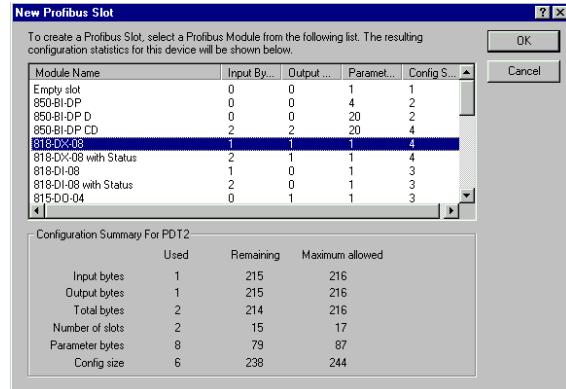 New Profibus Slot
To create a Profibus Slot, select a Profibus Module from the following list. The resulting
configuration statistics for this device will be shown below.
OK
Cancel
Module Name Input By... Output ... Paramet... Config S...
Empty slot 0 0 1 1
850-BI-DP 0 0 4 2
850-BI-DP D 0 0 20 2
850-BI-DP CD 2 2 20 4
818-DX-08 1 1 1 4
818-DX-08 with Status 2 1 1 4
818-DI-08 1 0 1 3
818-DI-08 with Status 2 0 1 3
815-DO-04 0 1 1 3
Configuration Summary For PDT2
Used Remaining Maximum allowed
Input bytes 1 215 216
Output bytes 1 215 216
Total bytes 2 214 216
Number of slots 2 15 17
Parameter bytes 8 79 87
Config size 6 238 244